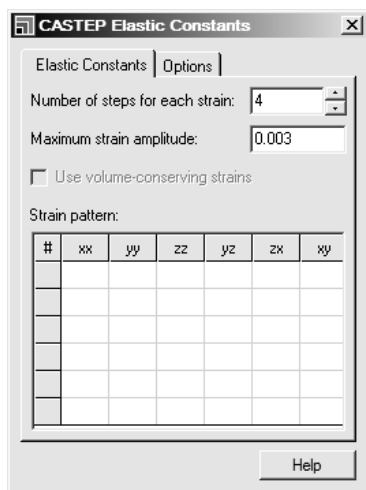 CASTEP Elastic Constants
Elastic Constants Options
Number of steps for each strain: 4
Maximum strain amplitude: 0.003
Use volume-conserving strains
Strain pattern:
# xx yy zz yz zx xy
Help